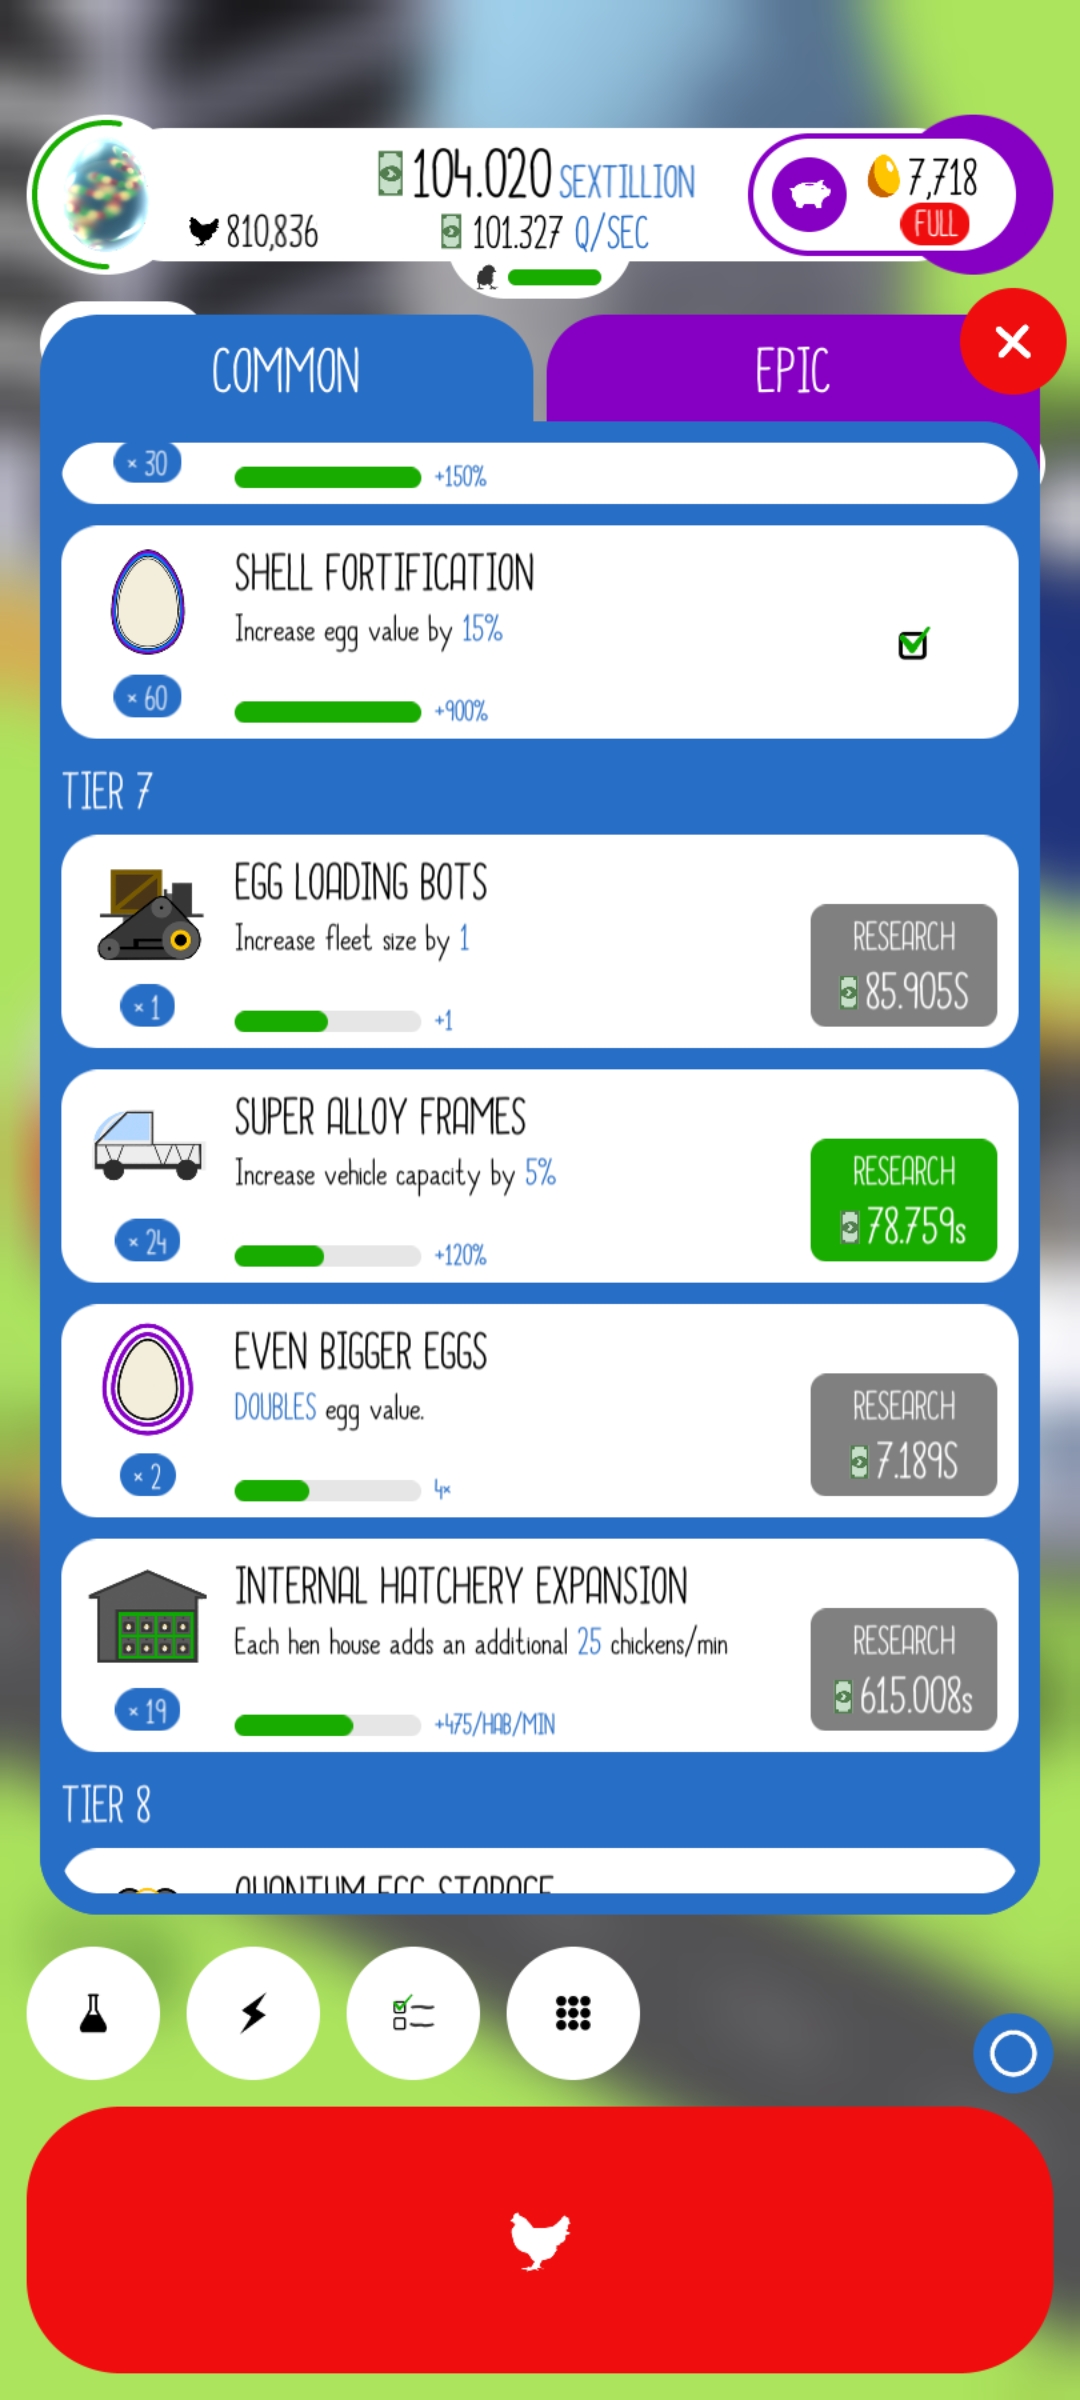 104.020 SEXTILLION
810,836
101.327 Q/SEC
7,718
FULL
COMMON
EPIC
× 30
+150%
SHELL FORTIFICATION
Increase egg value by 15%
× 60
+900%
TIER 7
EGG LOADING BOTS
Increase fleet size by 1
RESEARCH
85.905S
× 1
+1
SUPER ALLOY FRAMES
Increase vehicle capacity by 5%
RESEARCH
78.759s
× 24
+120%
EVEN BIGGER EGGS
DOUBLES egg value.
RESEARCH
7.189S
× 2
4×
INTERNAL HATCHERY EXPANSION
Each hen house adds an additional 25 chickens/min
RESEARCH
615.008s
× 19
+475/HAB/MIN
TIER 8
QUANTUM EGG STORAGE